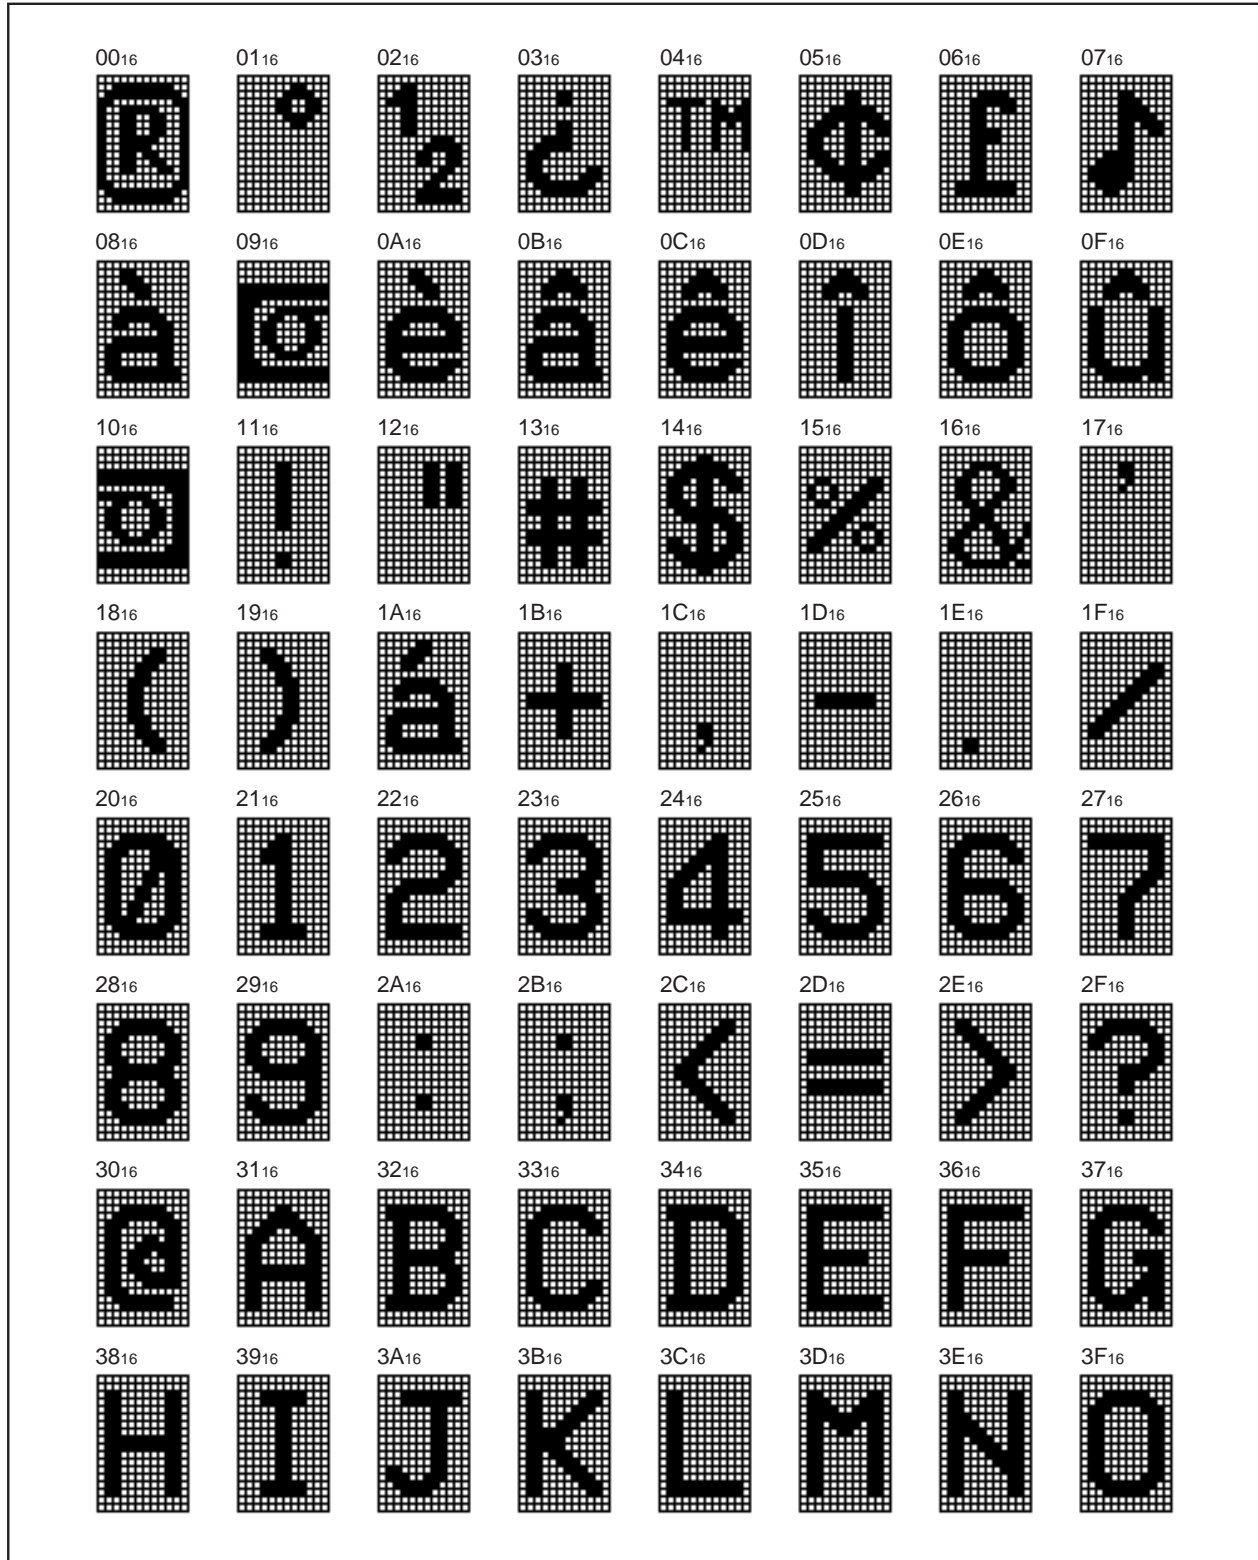 00₁₆ 01₁₆ 02₁₆ 03₁₆ 04₁₆ 05₁₆ 06₁₆ 07₁₆
® ° ½ ¿ ™ ¢ £ ♪
08₁₆ 09₁₆ 0A₁₆ 0B₁₆ 0C₁₆ 0D₁₆ 0E₁₆ 0F₁₆
à è â ê î ô û
10₁₆ 11₁₆ 12₁₆ 13₁₆ 14₁₆ 15₁₆ 16₁₆ 17₁₆
! " # $ % & '
18₁₆ 19₁₆ 1A₁₆ 1B₁₆ 1C₁₆ 1D₁₆ 1E₁₆ 1F₁₆
( ) á + , - . /
20₁₆ 21₁₆ 22₁₆ 23₁₆ 24₁₆ 25₁₆ 26₁₆ 27₁₆
0 1 2 3 4 5 6 7
28₁₆ 29₁₆ 2A₁₆ 2B₁₆ 2C₁₆ 2D₁₆ 2E₁₆ 2F₁₆
8 9 : ; < = > ?
30₁₆ 31₁₆ 32₁₆ 33₁₆ 34₁₆ 35₁₆ 36₁₆ 37₁₆
@ A B C D E F G
38₁₆ 39₁₆ 3A₁₆ 3B₁₆ 3C₁₆ 3D₁₆ 3E₁₆ 3F₁₆
H I J K L M N O